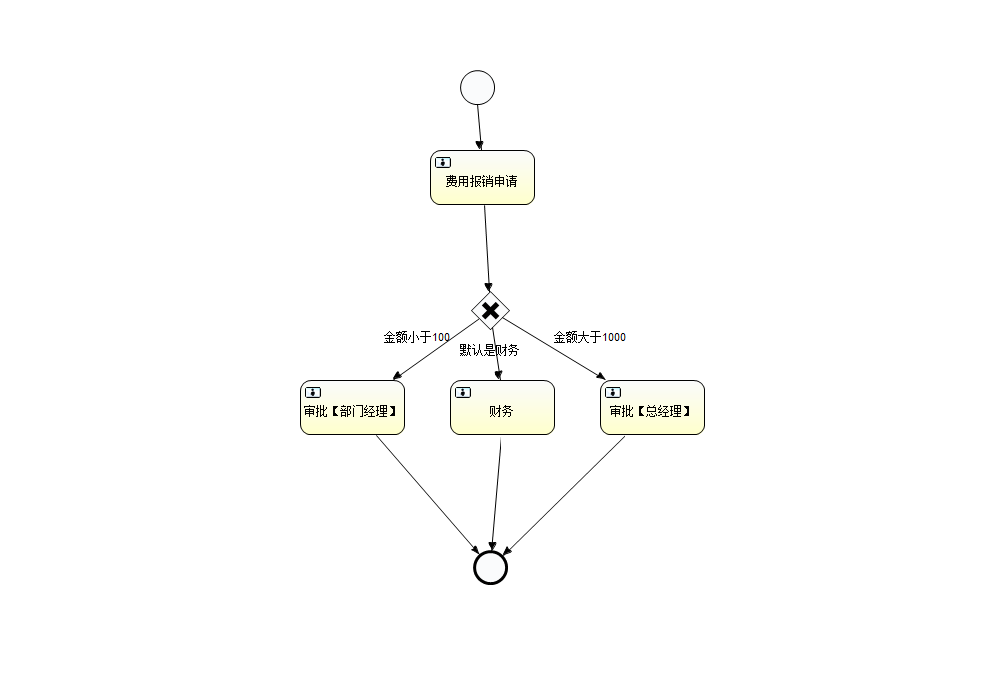 费用报销申请
金额小于100
金额大于1000
默认是财务
审批【部门经理】
财务
审批【总经理】